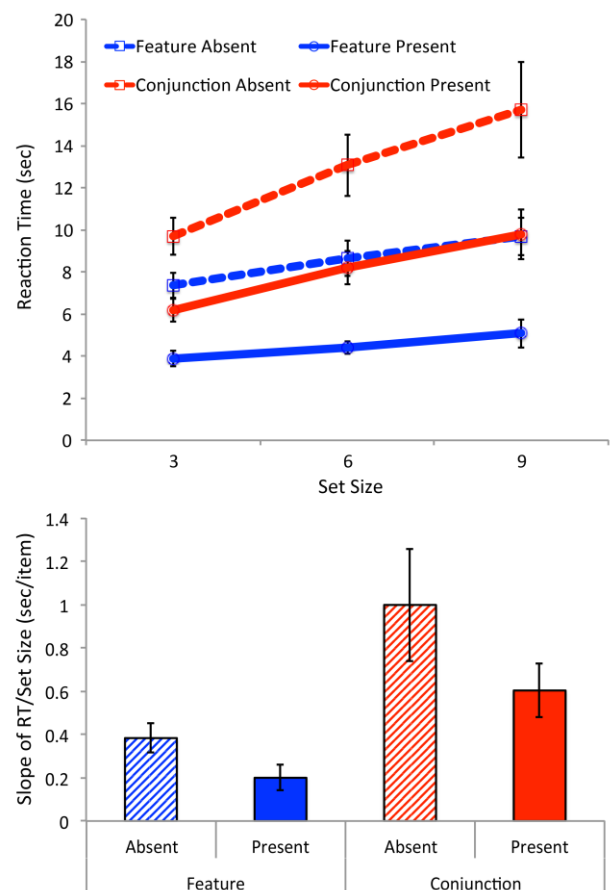 20
18
16
14
12
10
8
6
4
2
0
Reaction Time (sec)
Feature Absent
Feature Present
Conjunction Absent
Conjunction Present
3
6
9
Set Size
1.4
1.2
1
0.8
0.6
0.4
0.2
0
Slope of RT/Set Size (sec/item)
Absent
Present
Absent
Present
Feature
Conjunction